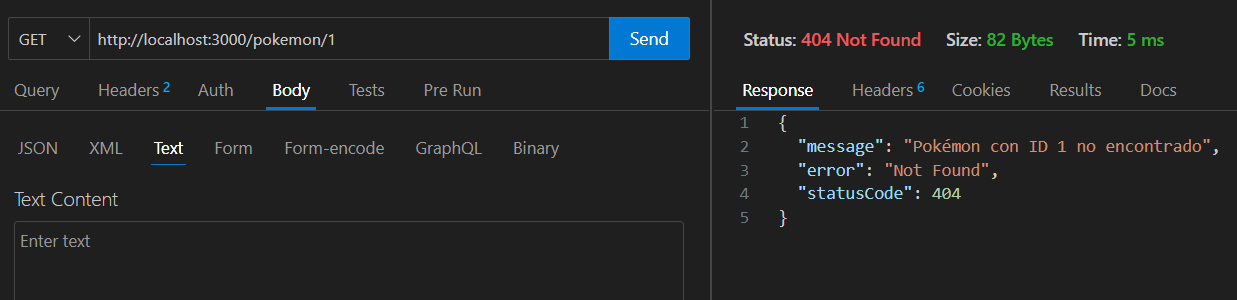 GET http://localhost:3000/pokemon/1 Send
Query Headers 2 Auth Body Tests Pre Run
JSON XML Text Form Form-encode GraphQL Binary
Text Content
Enter text
Status: 404 Not Found Size: 82 Bytes Time: 5 ms
Response Headers 6 Cookies Results Docs
1 {
2 "message": "Pokémon con ID 1 no encontrado",
3 "error": "Not Found",
4 "statusCode": 404
5 }